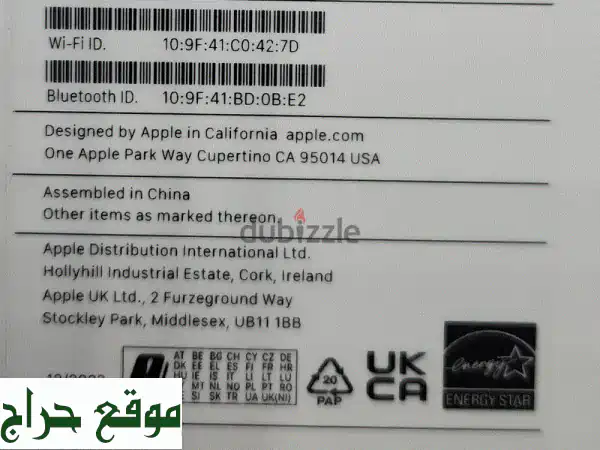 Wi-Fi ID. 10:9F:41:C0:42:7D
Bluetooth ID. 10:9F:41:BD:0B:E2
Designed by Apple in California apple.com
One Apple Park Way Cupertino CA 95014 USA
Assembled in China
Other items as marked thereon.
dubizzle
Apple Distribution International Ltd.
Hollyhill Industrial Estate, Cork, Ireland
Apple UK Ltd., 2 Furzeground Way
Stockley Park, Middlesex, UB11 1BB
AT BE BG CH CY CZ DE
DK EE EL ES FI FR HR
HU IE IS IT LI LT LU
MT NL NO PL PT RO
SE SI SK TR UA UK(NI)
20
PAP
UK
CA
energy
ENERGY STAR
موقع حراج